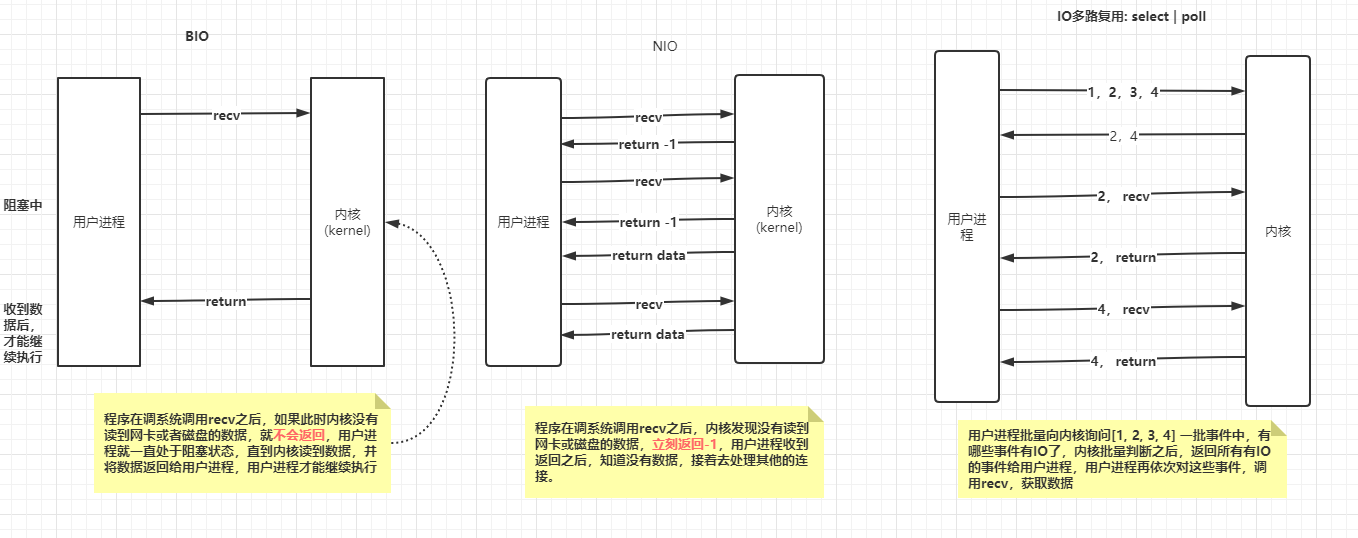 BIO
recv
阻塞中
用户进程
内核
(kernel)
return
收到数
据后，
才能继
续执行
程序在调系统调用recv之后，如果此时内核没有
读到网卡或者磁盘的数据，就不会返回，用户进
程就一直处于阻塞状态，直到内核读到数据，并
将数据返回给用户进程，用户进程才能继续执行
NIO
recv
return -1
recv
用户进程
内核
(kernel)
return -1
return data
recv
return data
程序在调系统调用recv之后，内核发现没有读到
网卡或磁盘的数据，立刻返回-1，用户进程收到
返回之后，知道没有数据，接着去处理其他的连
接。
IO多路复用: select | poll
1，2，3，4
2，4
2， recv
用户进
程
内核
2， return
4， recv
4， return
用户进程批量向内核询问[1, 2, 3, 4] 一批事件中，有
哪些事件有IO了，内核批量判断之后，返回所有有IO
的事件给用户进程，用户进程再依次对这些事件，调
用recv，获取数据